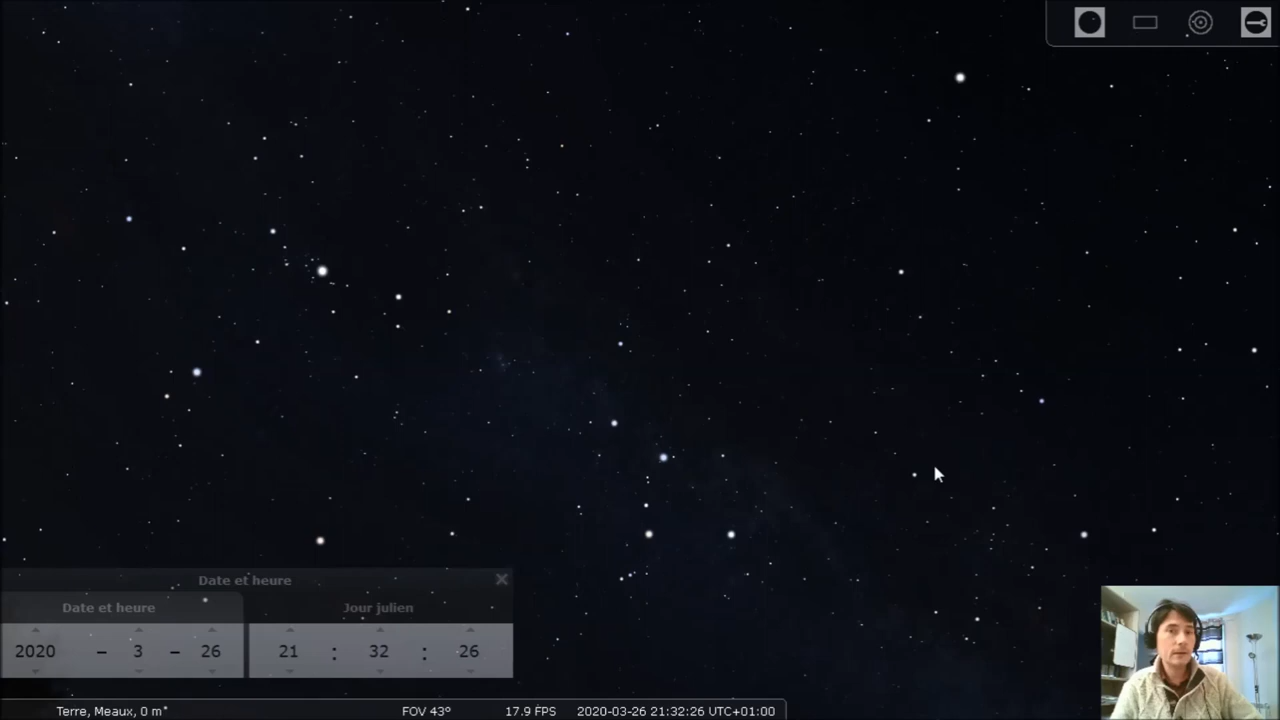 Date et heure
Date et heure
Jour julien
2020 - 3 - 26
21 : 32 : 26
Terre, Meaux, 0 m*
FOV 43°
17.9 FPS
2020-03-26 21:32:26 UTC+01:00